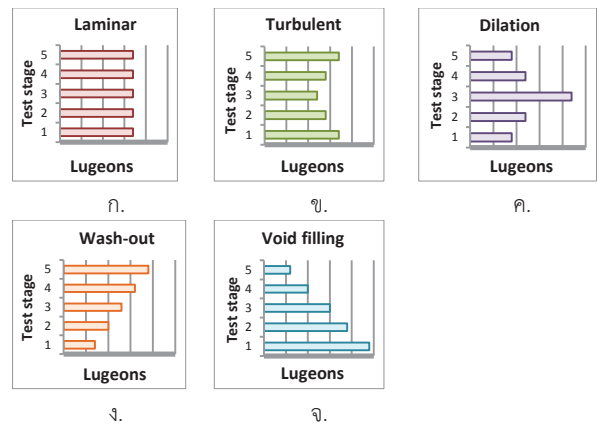 Laminar
Test stage
5
4
3
2
1
Lugeons
ก.
Turbulent
Test stage
5
4
3
2
1
Lugeons
ข.
Dilation
Test stage
5
4
3
2
1
Lugeons
ค.
Wash-out
Test stage
5
4
3
2
1
Lugeons
ง.
Void filling
Test stage
5
4
3
2
1
Lugeons
จ.